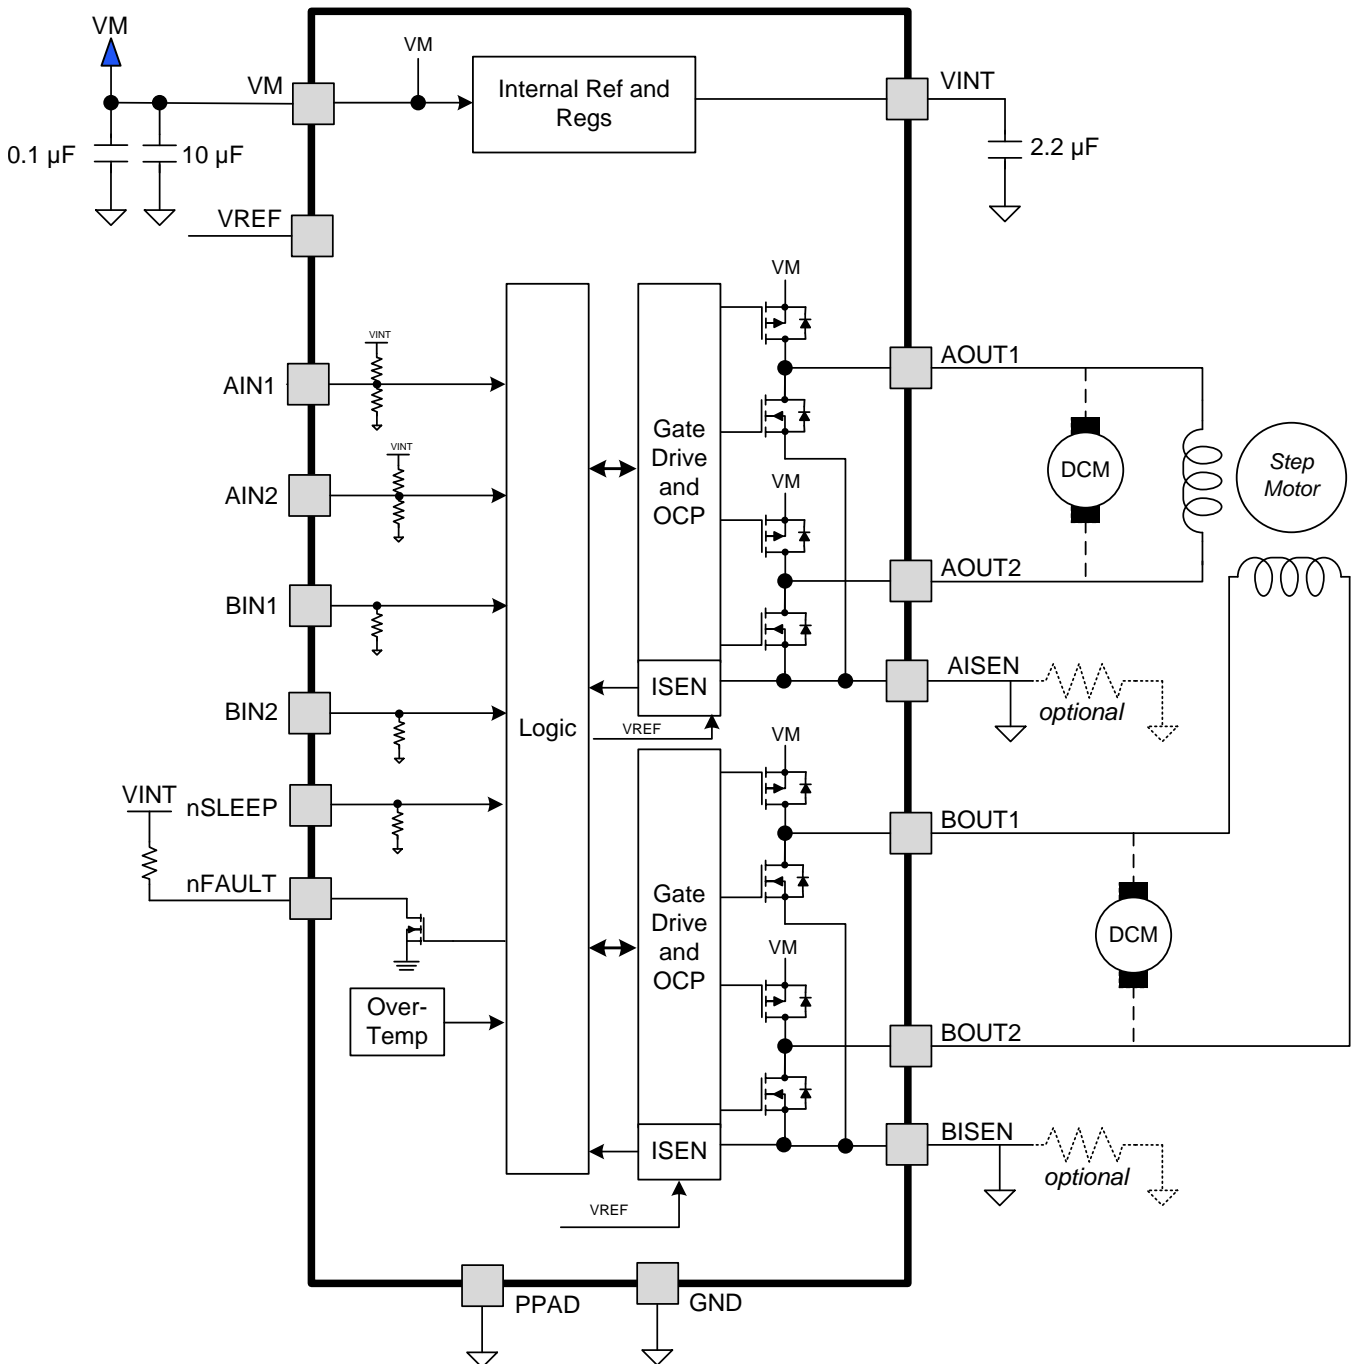 VM
VM
VM
Internal Ref and
Regs
VINT
0.1 µF
10 µF
2.2 µF
VREF
VM
VINT
AIN1
AOUT1
VINT
AIN2
Gate
Drive
and
OCP
DCM
Step
Motor
VM
BIN1
AOUT2
BIN2
ISEN
AISEN
optional
Logic
VREF
VM
VINT
nSLEEP
BOUT1
nFAULT
Gate
Drive
and
OCP
DCM
VM
Over-
Temp
BOUT2
ISEN
BISEN
optional
VREF
PPAD
GND